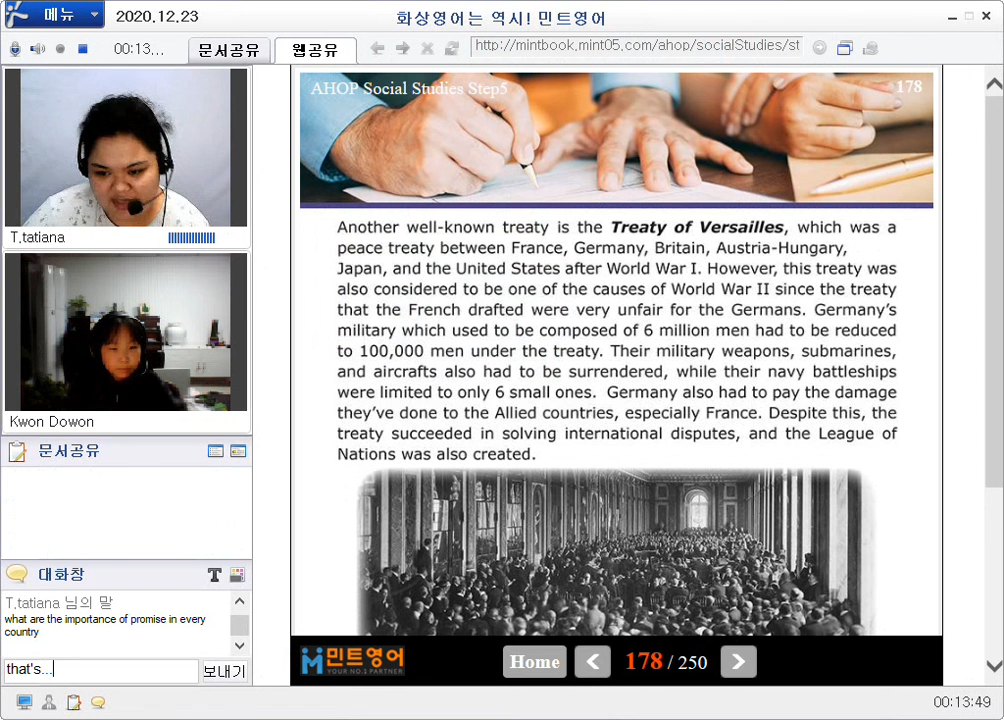 메뉴 2020.12.23
화상영어는 역시! 민트영어
00:13...
문서공유 웹공유
http://mintbook.mint05.com/ahop/socialStudies/st
T.tatiana
Kwon Dowon
문서공유
대화창
T.tatiana 님의 말
what are the importance of promise in every
country
that's...
보내기
AHOP Social Studies Step5 178
Another well-known treaty is the Treaty of Versailles, which was a
peace treaty between France, Germany, Britain, Austria-Hungary,
Japan, and the United States after World War I. However, this treaty was
also considered to be one of the causes of World War II since the treaty
that the French drafted were very unfair for the Germans. Germany's
military which used to be composed of 6 million men had to be reduced
to 100,000 men under the treaty. Their military weapons, submarines,
and aircrafts also had to be surrendered, while their navy battleships
were limited to only 6 small ones. Germany also had to pay the damage
they've done to the Allied countries, especially France. Despite this, the
treaty succeeded in solving international disputes, and the League of
Nations was also created.
민트영어
YOUR NO.1 PARTNER
Home < 178 / 250 >
00:13:49